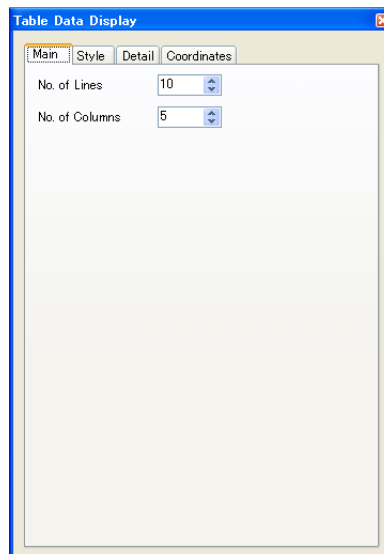 Table Data Display
Main Style Detail Coordinates
No. of Lines 10
No. of Columns 5